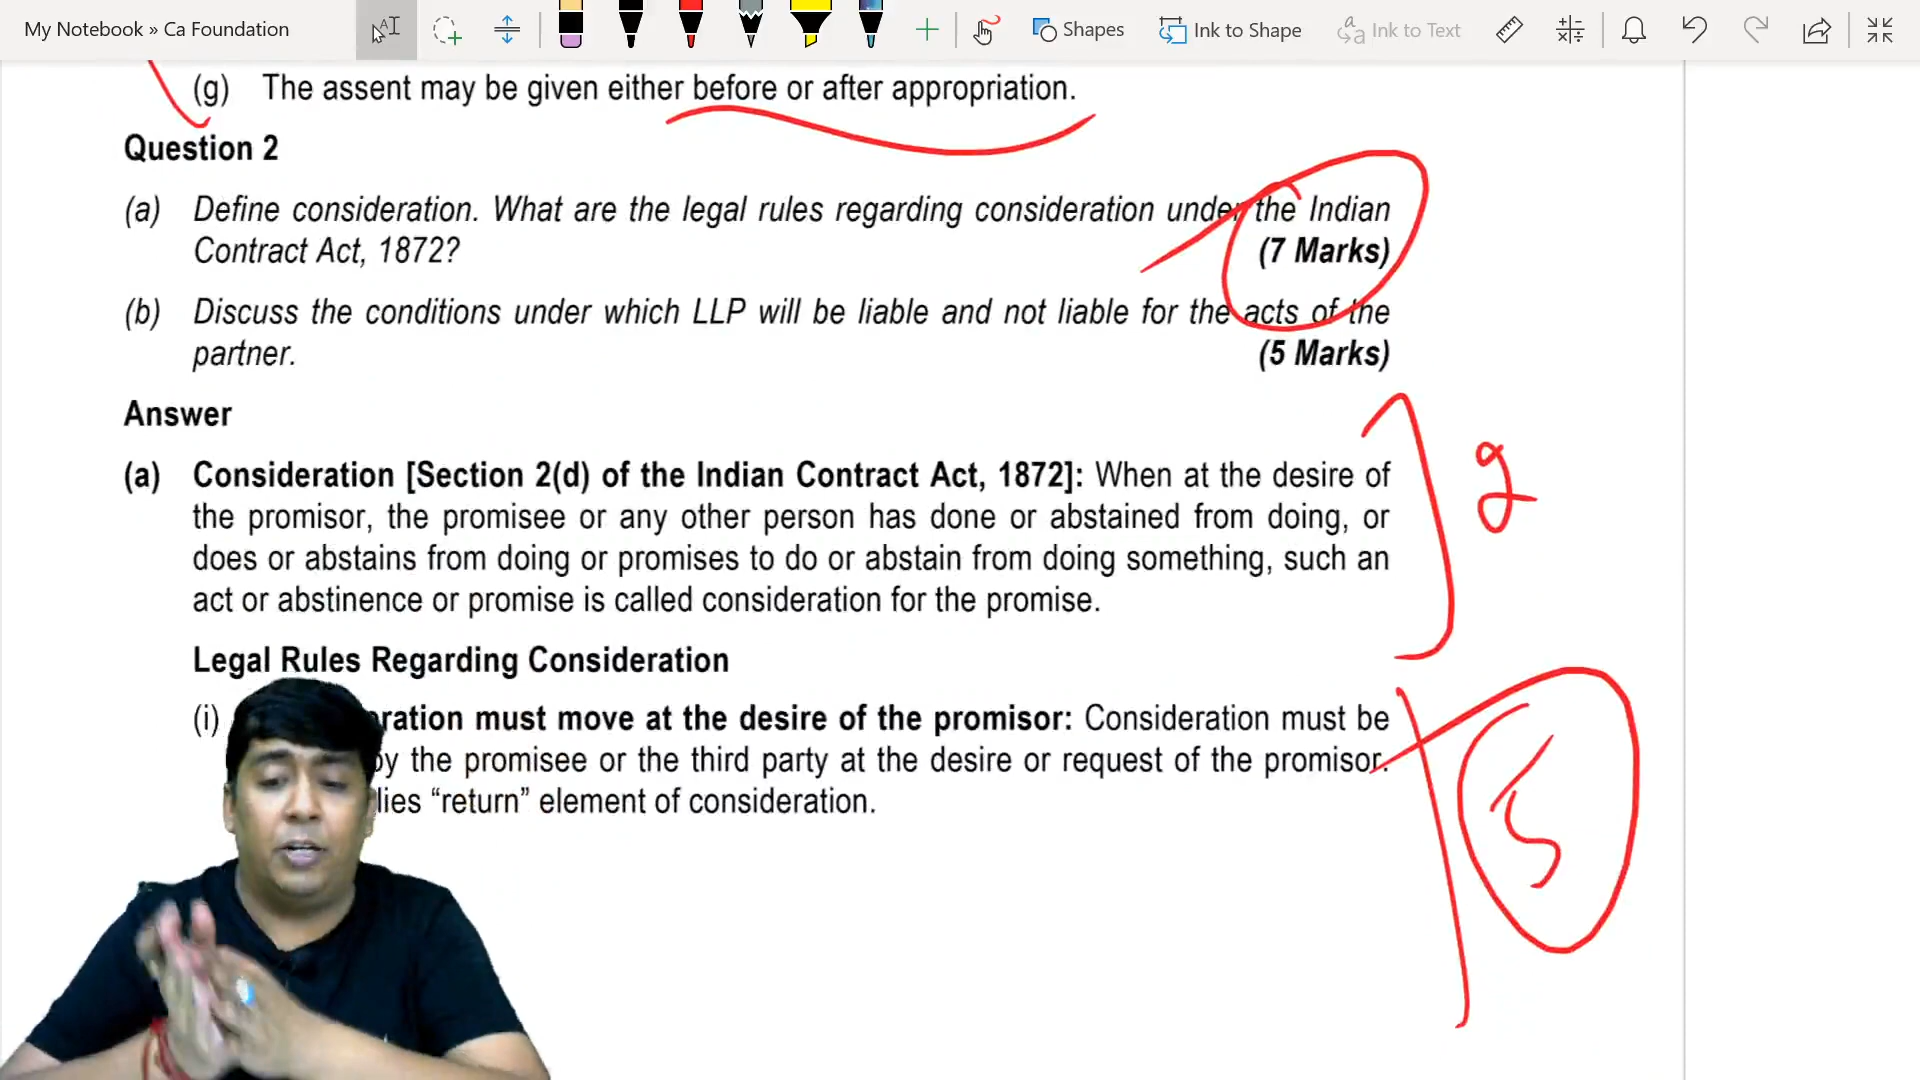 My Notebook » Ca Foundation
Shapes
Ink to Shape
Ink to Text
(g) The assent may be given either before or after appropriation.
Question 2
(a) Define consideration. What are the legal rules regarding consideration under the Indian
Contract Act, 1872? (7 Marks)
(b) Discuss the conditions under which LLP will be liable and not liable for the acts of the
partner. (5 Marks)
Answer
(a) Consideration [Section 2(d) of the Indian Contract Act, 1872]: When at the desire of
the promisor, the promisee or any other person has done or abstained from doing, or
does or abstains from doing or promises to do or abstain from doing something, such an
act or abstinence or promise is called consideration for the promise.
2
Legal Rules Regarding Consideration
(i) ration must move at the desire of the promisor: Consideration must be
by the promisee or the third party at the desire or request of the promisor.
lies “return” element of consideration.
5